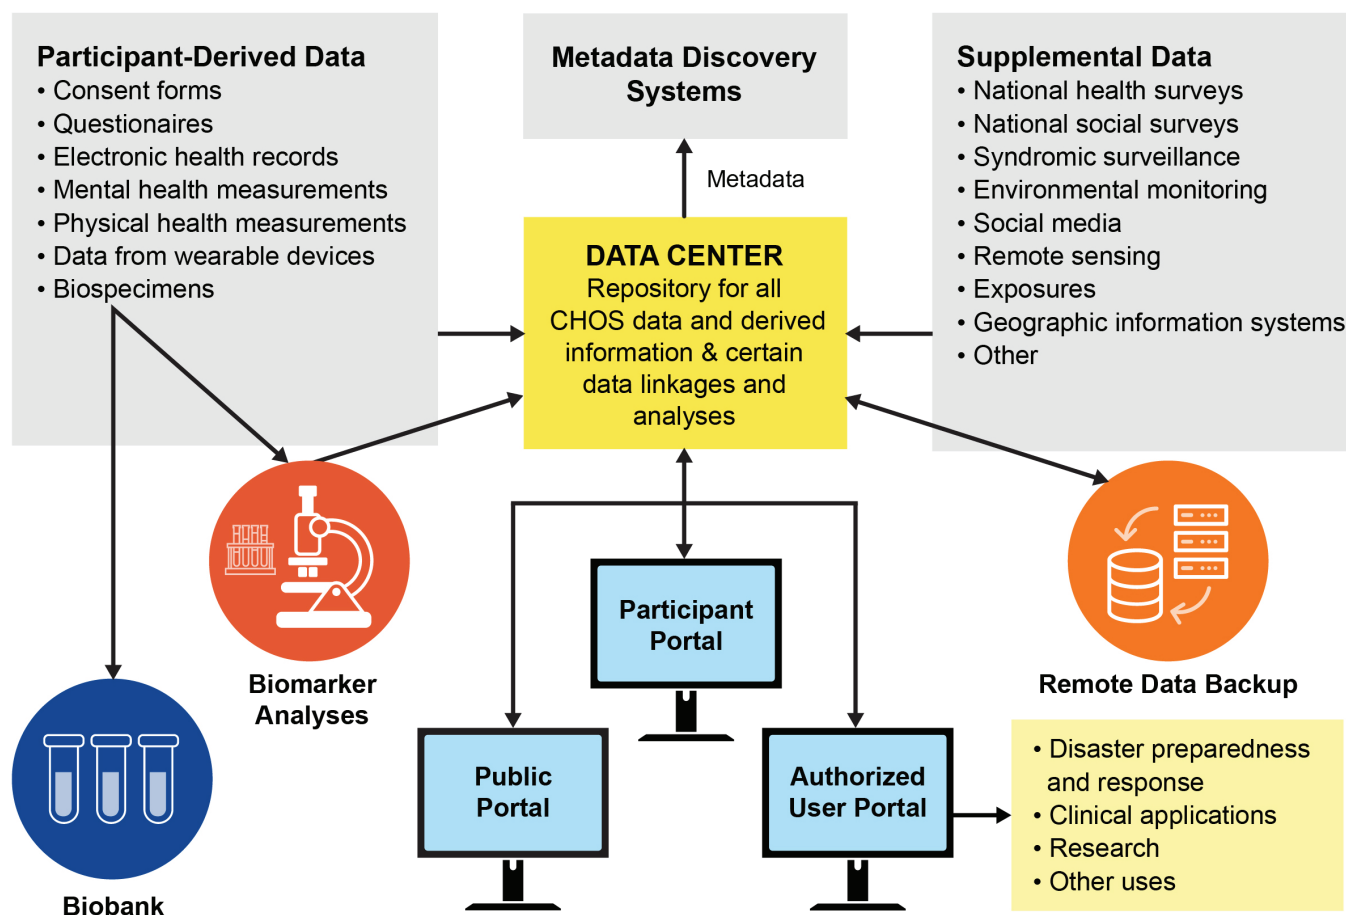 Participant-Derived Data
• Consent forms
• Questionaires
• Electronic health records
• Mental health measurements
• Physical health measurements
• Data from wearable devices
• Biospecimens
Metadata Discovery
Systems
Metadata
Supplemental Data
• National health surveys
• National social surveys
• Syndromic surveillance
• Environmental monitoring
• Social media
• Remote sensing
• Exposures
• Geographic information systems
• Other
DATA CENTER
Repository for all
CHOS data and derived
information & certain
data linkages and
analyses
Biomarker
Analyses
Biobank
Participant
Portal
Public
Portal
Authorized
User Portal
Remote Data Backup
• Disaster preparedness
and response
• Clinical applications
• Research
• Other uses